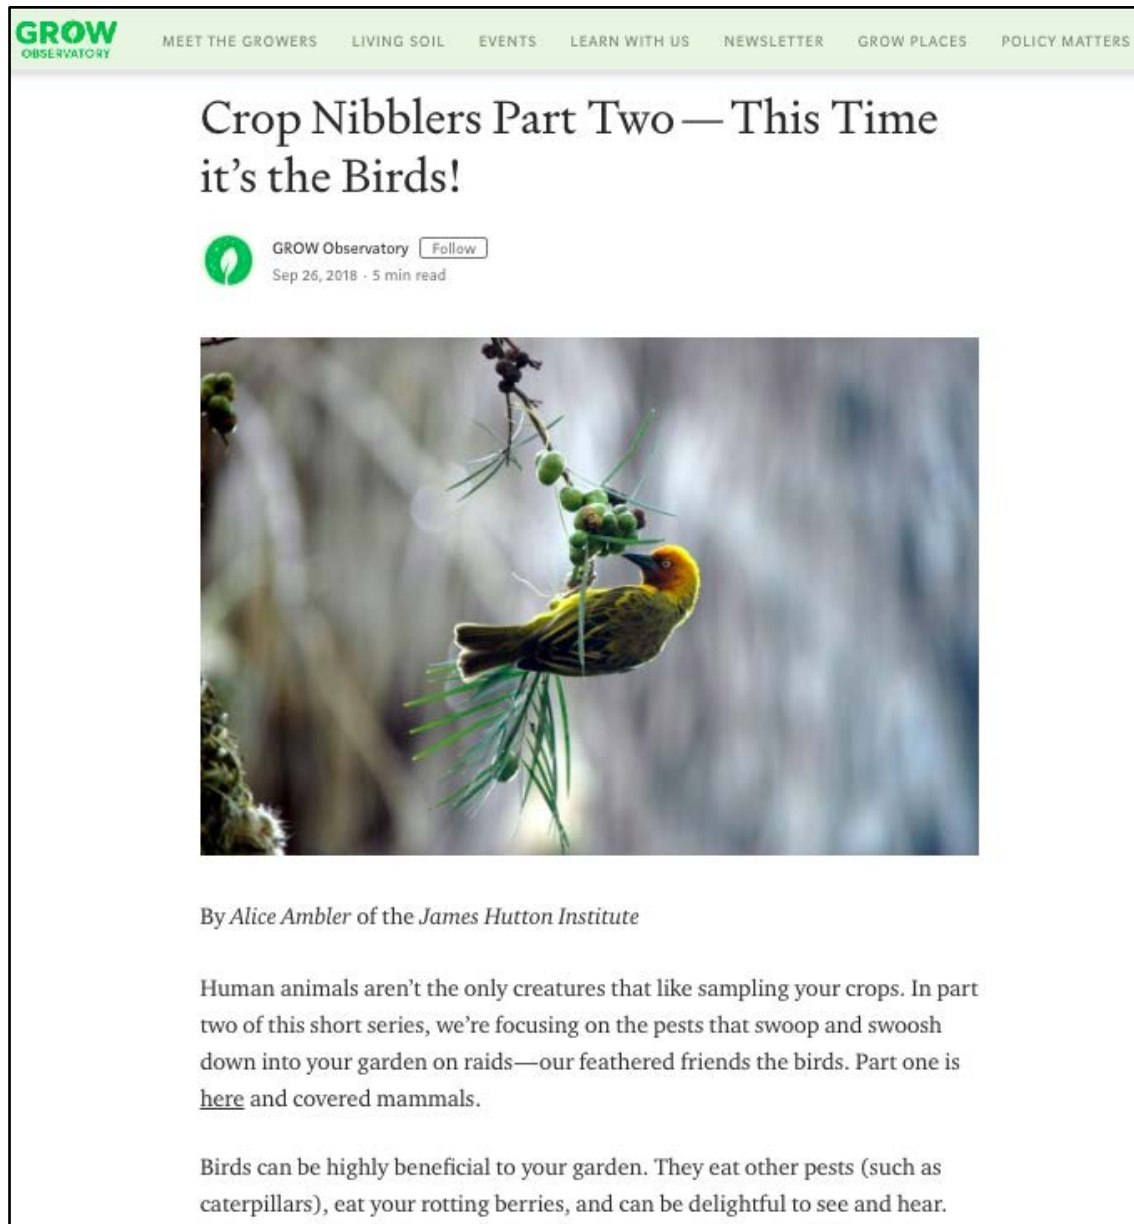 GROW
OBSERVATORY
MEET THE GROWERS LIVING SOIL EVENTS LEARN WITH US NEWSLETTER GROW PLACES POLICY MATTERS
Crop Nibblers Part Two — This Time
it’s the Birds!
GROW Observatory Follow
Sep 26, 2018 · 5 min read
By Alice Ambler of the James Hutton Institute
Human animals aren’t the only creatures that like sampling your crops. In part
two of this short series, we’re focusing on the pests that swoop and swoosh
down into your garden on raids—our feathered friends the birds. Part one is
here and covered mammals.
Birds can be highly beneficial to your garden. They eat other pests (such as
caterpillars), eat your rotting berries, and can be delightful to see and hear.